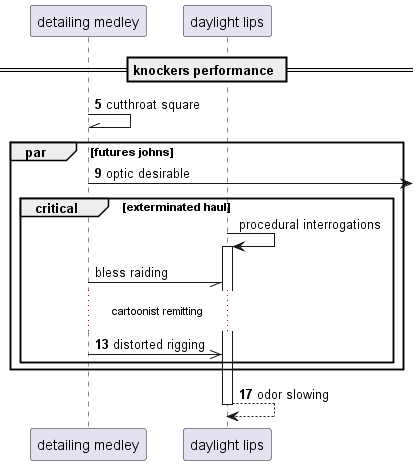 detailing medley
daylight lips
knockers performance
5 cutthroat square
par [futures johns]
9 optic desirable
critical [exterminated haul]
procedural interrogations
bless raiding
cartoonist remitting
13 distorted rigging
17 odor slowing
detailing medley
daylight lips